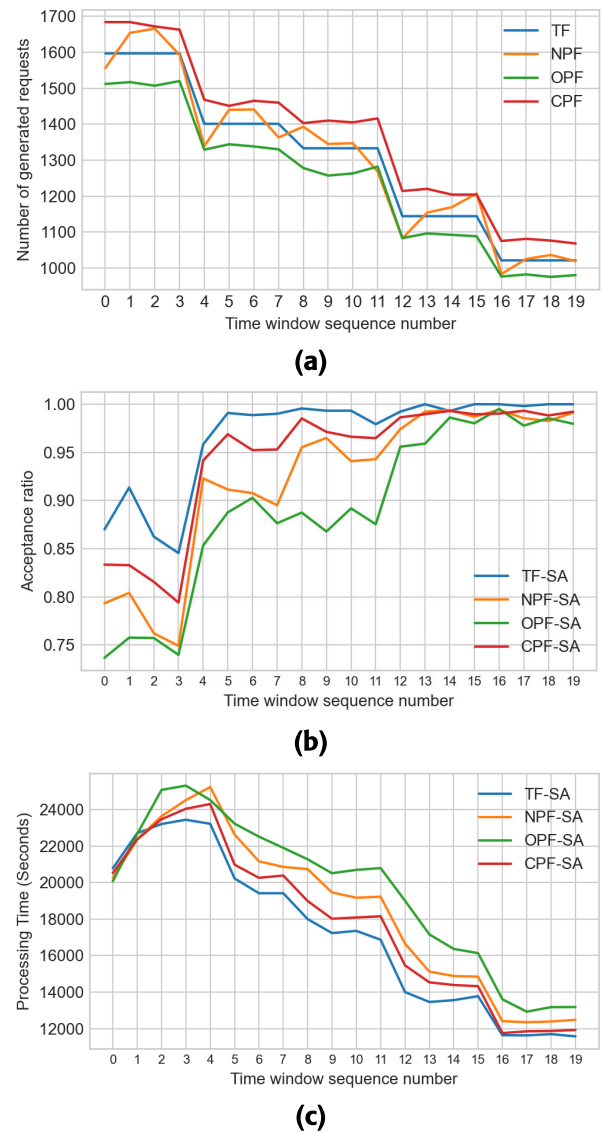 1700
1600
1500
1400
1300
1200
1100
1000
Number of generated requests
TF
NPF
OPF
CPF
0 1 2 3 4 5 6 7 8 9 10 11 12 13 14 15 16 17 18 19
Time window sequence number
(a)
1.00
0.95
0.90
0.85
0.80
0.75
Acceptance ratio
TF-SA
NPF-SA
OPF-SA
CPF-SA
0 1 2 3 4 5 6 7 8 9 10 11 12 13 14 15 16 17 18 19
Time window sequence number
(b)
24000
22000
20000
18000
16000
14000
12000
Processing Time (Seconds)
TF-SA
NPF-SA
OPF-SA
CPF-SA
0 1 2 3 4 5 6 7 8 9 10 11 12 13 14 15 16 17 18 19
Time window sequence number
(c)